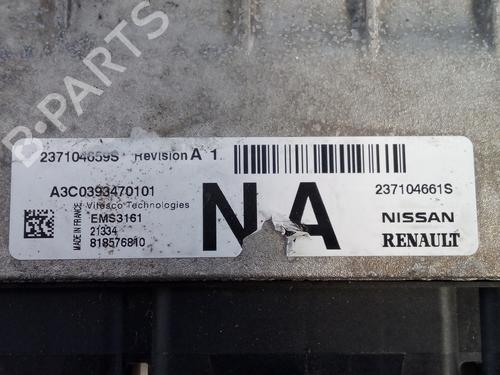 B-PARTS
237104659S Revision A 1
A3C0393470101
237104661S
MADE IN FRANCE
Vitesco Technologies
EMS3161
21334
818576810
NA
NISSAN
RENAULT